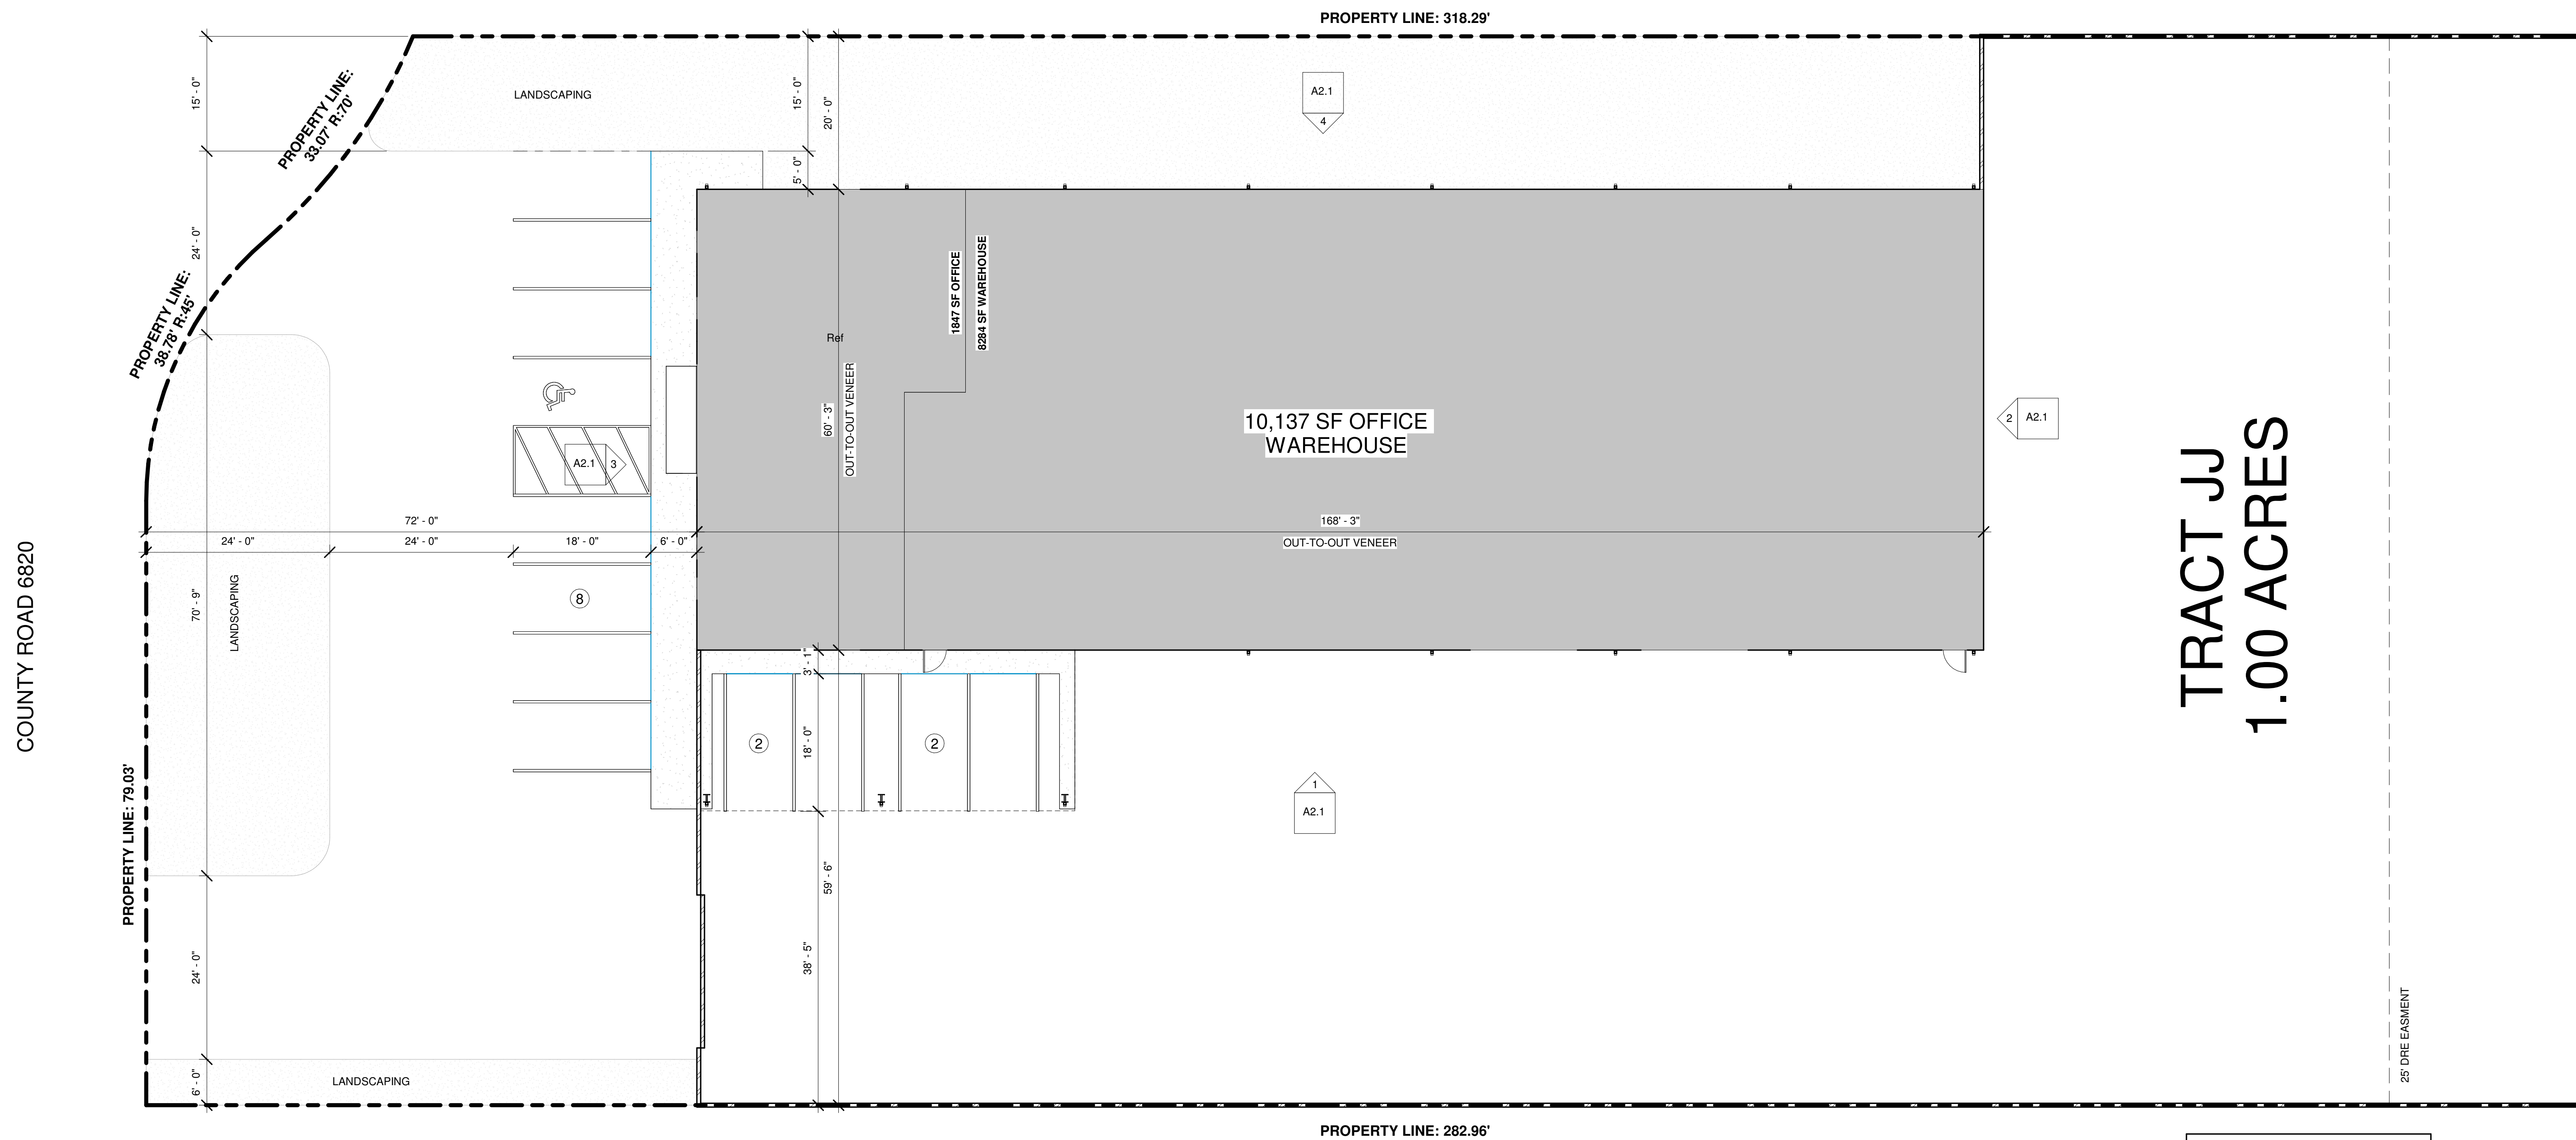 PROPERTY LINE: 318.29'
15' - 0"
PROPERTY LINE:
33.07' R:70'
LANDSCAPING
15' - 0"
20' - 0"
A2.1
4
5' - 0"
24' - 0"
PROPERTY LINE:
38.78' R:45'
1847 SF OFFICE
8284 SF WAREHOUSE
Ref
60' - 3"
OUT-TO-OUT VENEER
10,137 SF OFFICE
WAREHOUSE
2
A2.1
A2.1
3
TRACT JJ
1.00 ACRES
72' - 0"
168' - 3"
24' - 0"
24' - 0"
18' - 0"
6' - 0"
OUT-TO-OUT VENEER
COUNTY ROAD 6820
70' - 9"
LANDSCAPING
8
3' - 1"
2
18' - 0"
2
1
A2.1
PROPERTY LINE: 79.03'
59' - 6"
24' - 0"
38' - 5"
25' DRE EASMENT
6' - 0"
LANDSCAPING
PROPERTY LINE: 282.96'